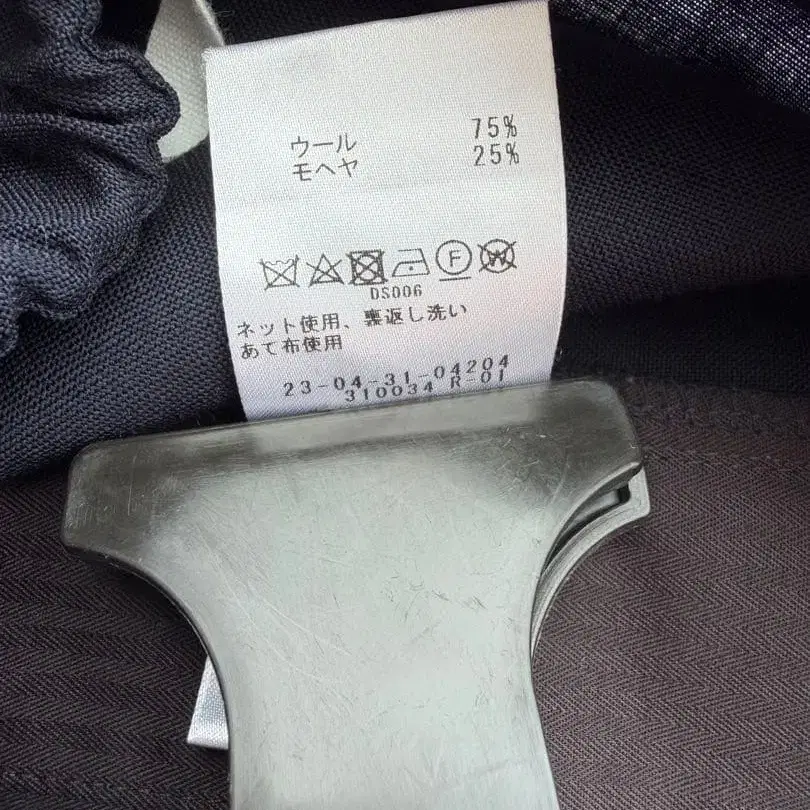 ウール 75%
モヘヤ 25%
F W
DS006
ネット使用、裏返し洗い
あて布使用
23-04-31-04204
310034 R-01